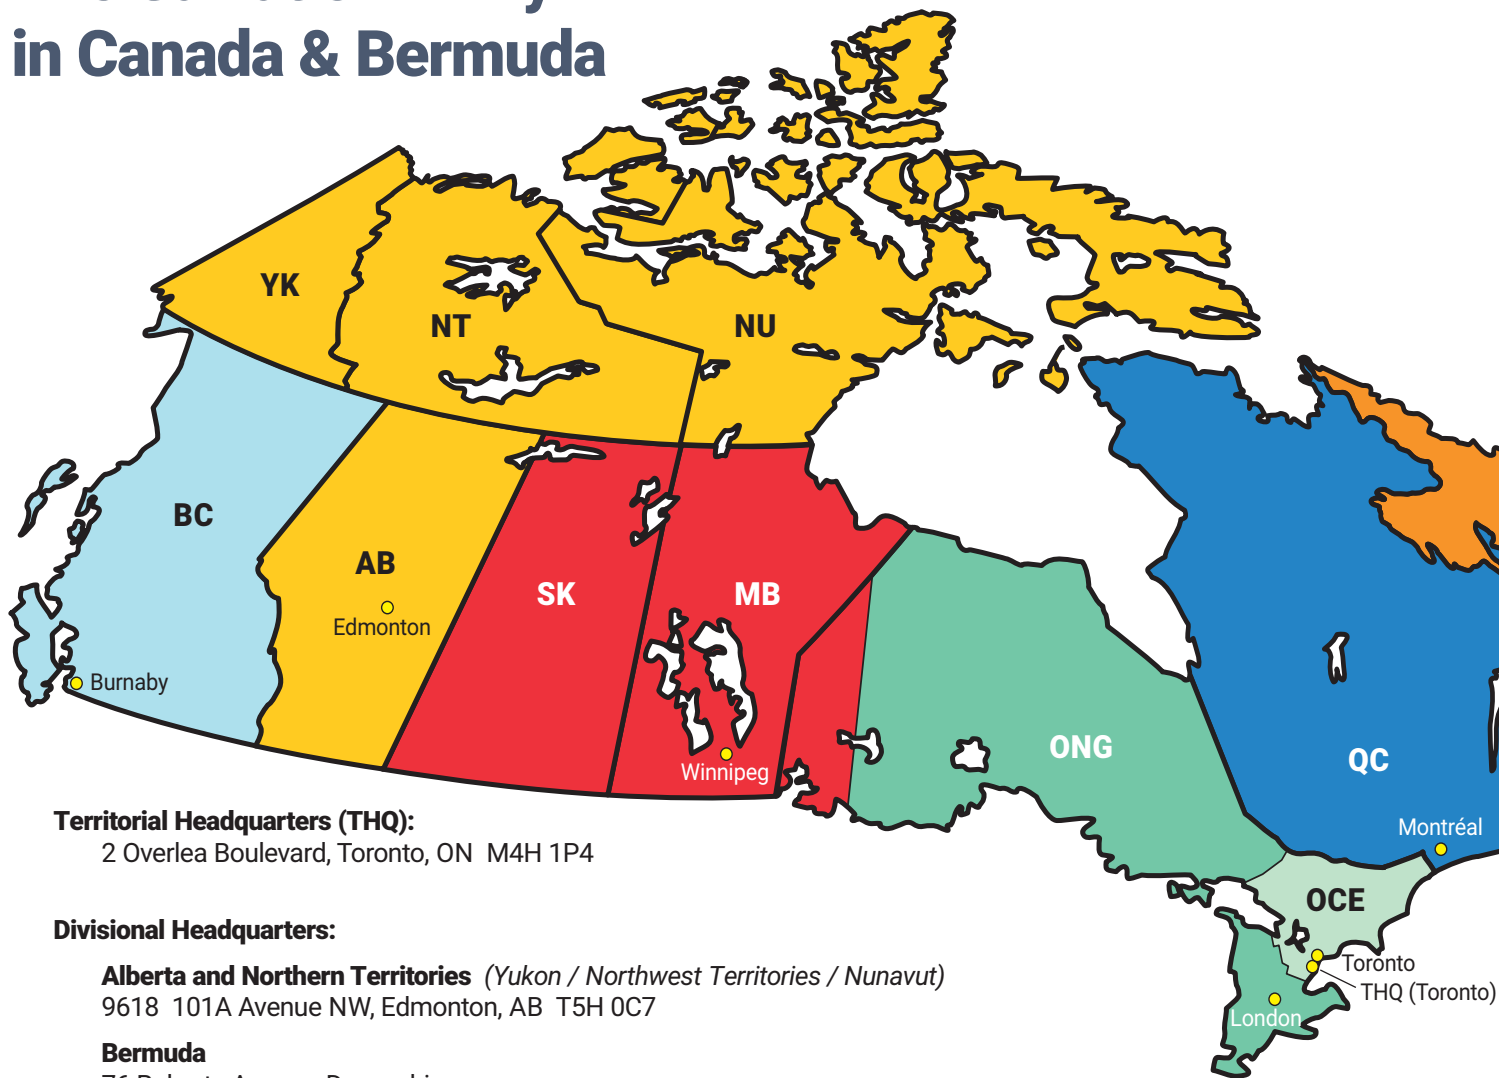 in Canada & Bermuda
YK
NT
NU
BC
AB
Edmonton
SK
MB
Burnaby
Winnipeg
ONG
QC
Montréal
OCE
Toronto
THQ (Toronto)
London
Territorial Headquarters (THQ):
2 Overlea Boulevard, Toronto, ON M4H 1P4
Divisional Headquarters:
Alberta and Northern Territories (Yukon / Northwest Territories / Nunavut)
9618 101A Avenue NW, Edmonton, AB T5H 0C7
Bermuda